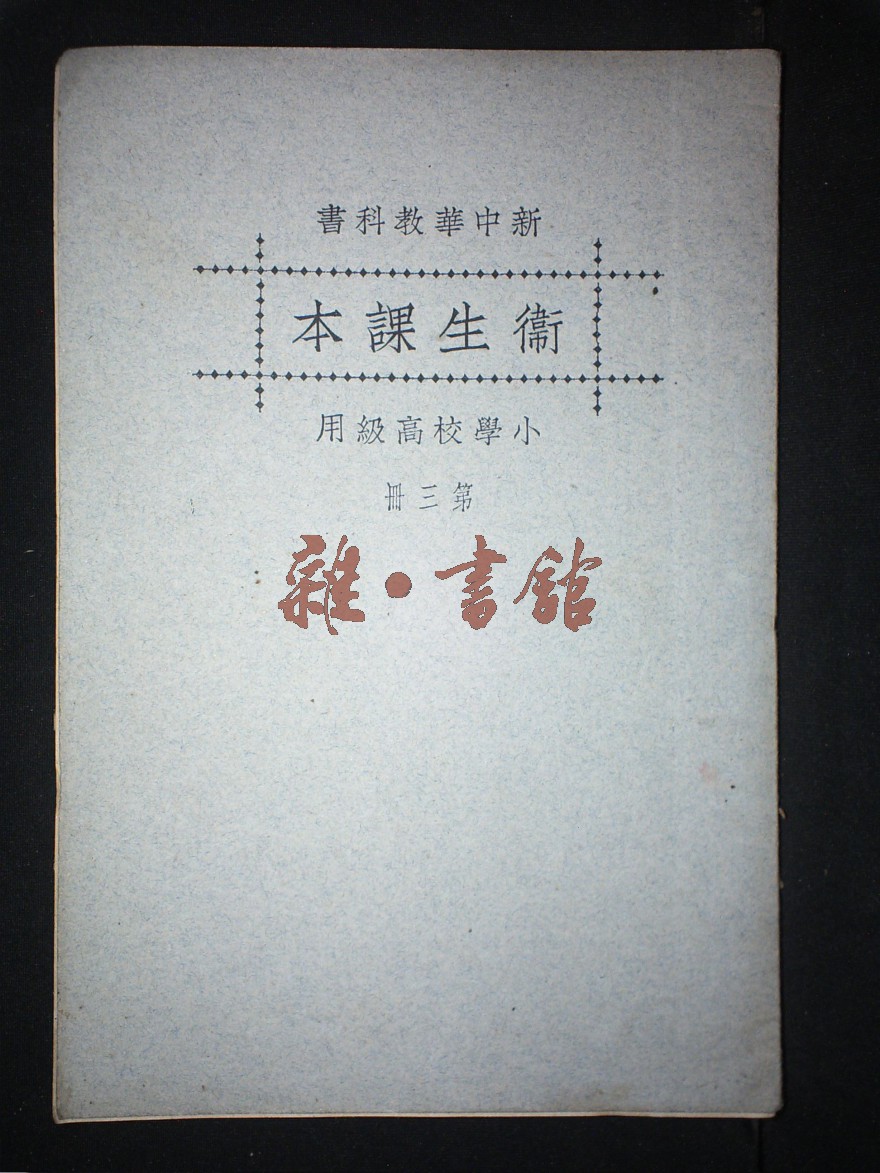 新中華教科書
衞生課本
小學校高級用
第三冊
雜·書館